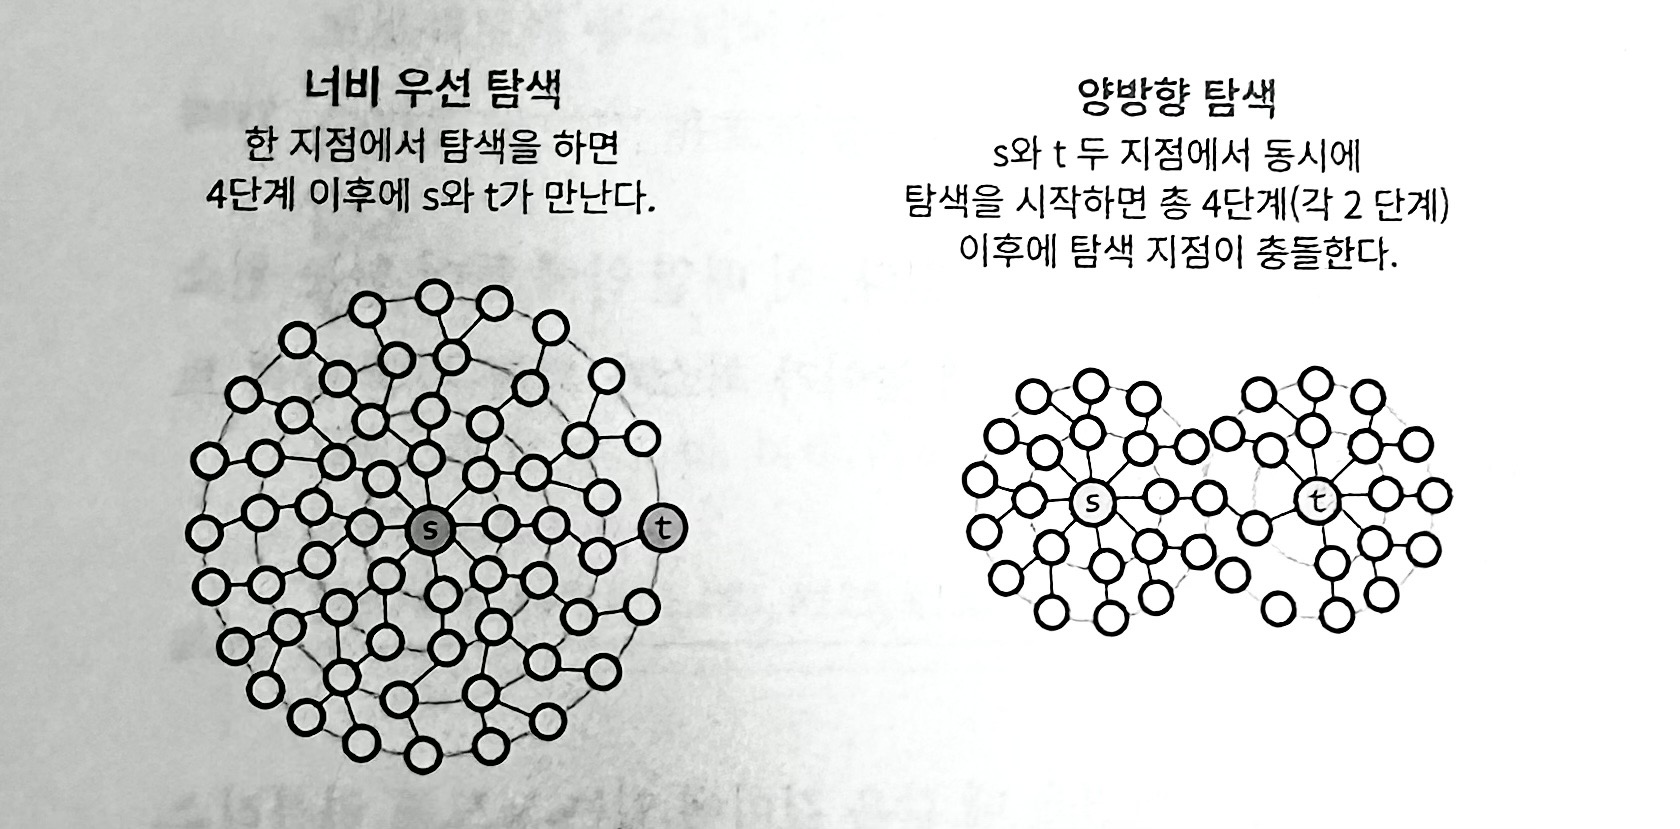 너비 우선 탐색
한 지점에서 탐색을 하면
4단계 이후에 s와 t가 만난다.
s
t
양방향 탐색
s와 t 두 지점에서 동시에
탐색을 시작하면 총 4단계(각 2 단계)
이후에 탐색 지점이 충돌한다.
s
t